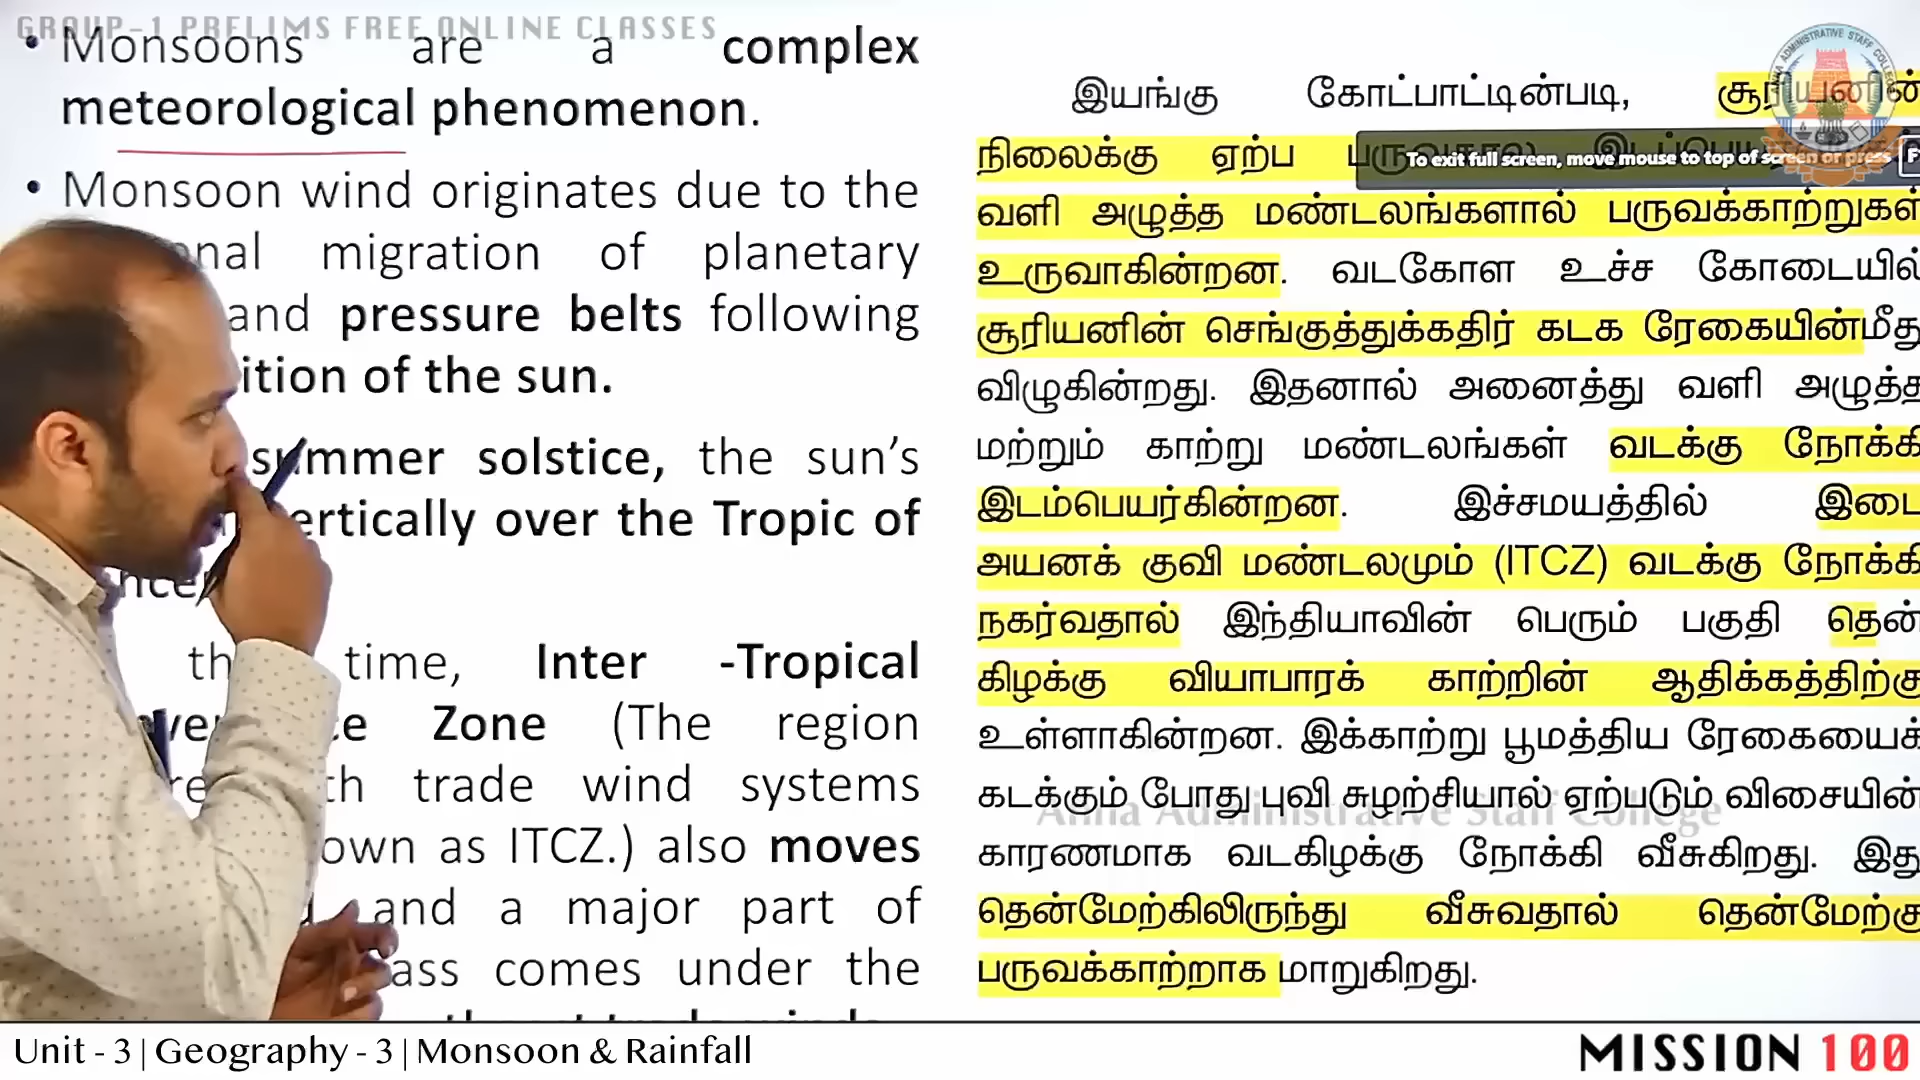 GROUP-1 PRELIMS FREE ONLINE CLASSES
• Monsoons are a complex
meteorological phenomenon.
• Monsoon wind originates due to the
nal migration of planetary
and pressure belts following
ition of the sun.
summer solstice, the sun's
ertically over the Tropic of
time, Inter -Tropical
Zone (The region
trade wind systems
own as ITCZ.) also moves
and a major part of
ass comes under the
இயங்கு கோட்பாட்டின்படி, சூரியனின்
நிலைக்கு ஏற்ப
To exit full screen, move mouse to top of screen or press F
வளி அழுத்த மண்டலங்களால் பருவக்காற்றுகள்
உருவாகின்றன. வடகோள உச்ச கோடையில்
சூரியனின் செங்குத்துக்கதிர் கடக ரேகையின்மீது
விழுகின்றது. இதனால் அனைத்து வளி அழுத்த
மற்றும் காற்று மண்டலங்கள் வடக்கு நோக்கி
இடம்பெயர்கின்றன. இச்சமயத்தில் இடை
அயனக் குவி மண்டலமும் (ITCZ) வடக்கு நோக்கி
நகர்வதால் இந்தியாவின் பெரும் பகுதி தென்
கிழக்கு வியாபாரக் காற்றின் ஆதிக்கத்திற்கு
உள்ளாகின்றன. இக்காற்று பூமத்திய ரேகையைக்
கடக்கும் போது புவி சுழற்சியால் ஏற்படும் விசையின்
Anna Administrative Staff College
காரணமாக வடகிழக்கு நோக்கி வீசுகிறது. இது
தென்மேற்கிலிருந்து வீசுவதால் தென்மேற்கு
பருவக்காற்றாக மாறுகிறது.
Unit - 3 | Geography - 3 | Monsoon & Rainfall
MISSION 100